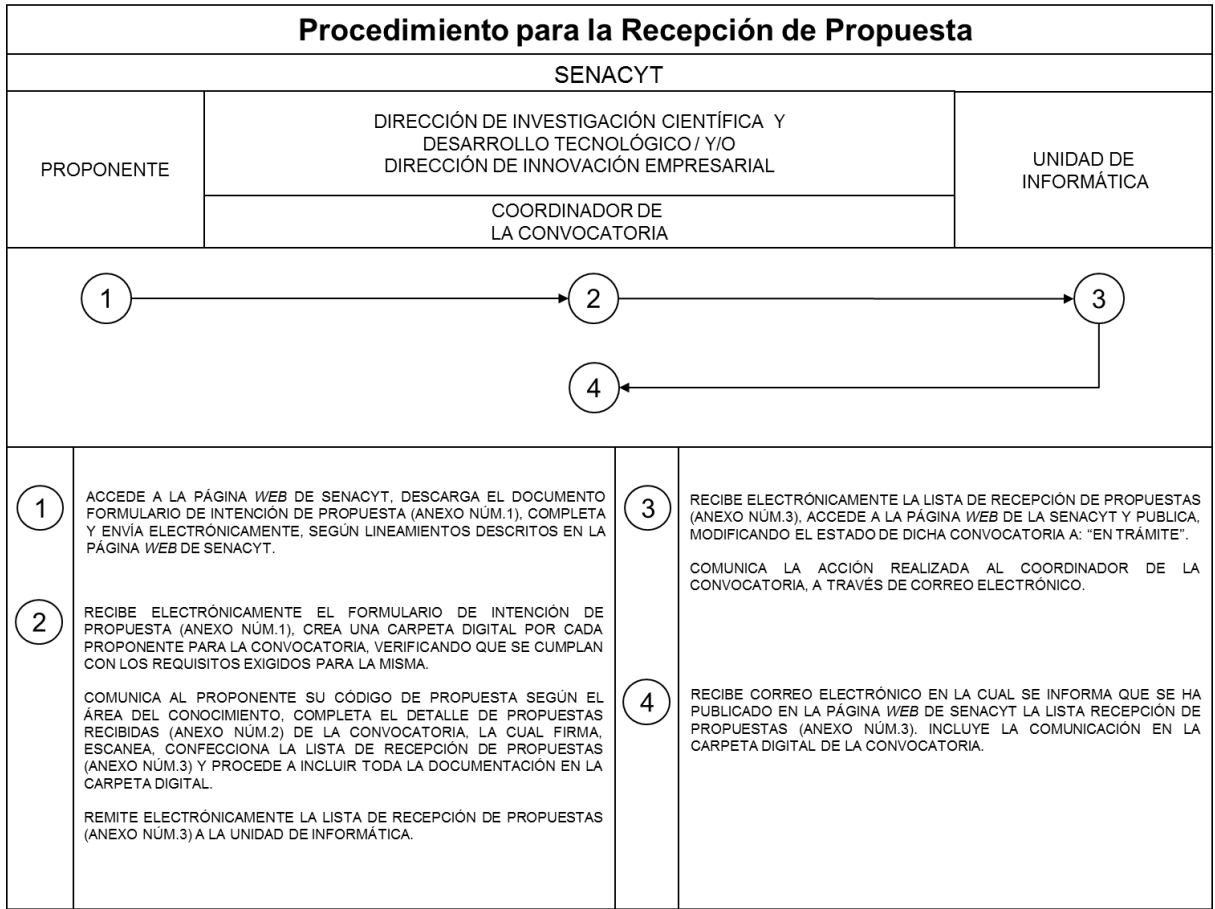 Procedimiento para la Recepción de Propuesta
SENACYT
PROPONENTE
DIRECCIÓN DE INVESTIGACIÓN CIENTÍFICA Y
DESARROLLO TECNOLÓGICO / Y/O
DIRECCIÓN DE INNOVACIÓN EMPRESARIAL
COORDINADOR DE
LA CONVOCATORIA
UNIDAD DE
INFORMÁTICA
1
2
3
4
1
ACCEDE A LA PÁGINA WEB DE SENACYT, DESCARGA EL DOCUMENTO
FORMULARIO DE INTENCIÓN DE PROPUESTA (ANEXO NÚM.1), COMPLETA
Y ENVÍA ELECTRÓNICAMENTE, SEGÚN LINEAMIENTOS DESCRITOS EN LA
PÁGINA WEB DE SENACYT.
2
RECIBE ELECTRÓNICAMENTE EL FORMULARIO DE INTENCIÓN DE
PROPUESTA (ANEXO NÚM.1), CREA UNA CARPETA DIGITAL POR CADA
PROPONENTE PARA LA CONVOCATORIA, VERIFICANDO QUE SE CUMPLAN
CON LOS REQUISITOS EXIGIDOS PARA LA MISMA.
COMUNICA AL PROPONENTE SU CÓDIGO DE PROPUESTA SEGÚN EL
ÁREA DEL CONOCIMIENTO, COMPLETA EL DETALLE DE PROPUESTAS
RECIBIDAS (ANEXO NÚM.2) DE LA CONVOCATORIA, LA CUAL FIRMA,
ESCANEA, CONFECCIONA LA LISTA DE RECEPCIÓN DE PROPUESTAS
(ANEXO NÚM.3) Y PROCEDE A INCLUIR TODA LA DOCUMENTACIÓN EN LA
CARPETA DIGITAL.
REMITE ELECTRÓNICAMENTE LA LISTA DE RECEPCIÓN DE PROPUESTAS
(ANEXO NÚM.3) A LA UNIDAD DE INFORMÁTICA.
3
RECIBE ELECTRÓNICAMENTE LA LISTA DE RECEPCIÓN DE PROPUESTAS
(ANEXO NÚM.3), ACCEDE A LA PÁGINA WEB DE LA SENACYT Y PUBLICA,
MODIFICANDO EL ESTADO DE DICHA CONVOCATORIA A: “EN TRÁMITE”.
COMUNICA LA ACCIÓN REALIZADA AL COORDINADOR DE LA
CONVOCATORIA, A TRAVÉS DE CORREO ELECTRÓNICO.
4
RECIBE CORREO ELECTRÓNICO EN LA CUAL SE INFORMA QUE SE HA
PUBLICADO EN LA PÁGINA WEB DE SENACYT LA LISTA RECEPCIÓN DE
PROPUESTAS (ANEXO NÚM.3). INCLUYE LA COMUNICACIÓN EN LA
CARPETA DIGITAL DE LA CONVOCATORIA.